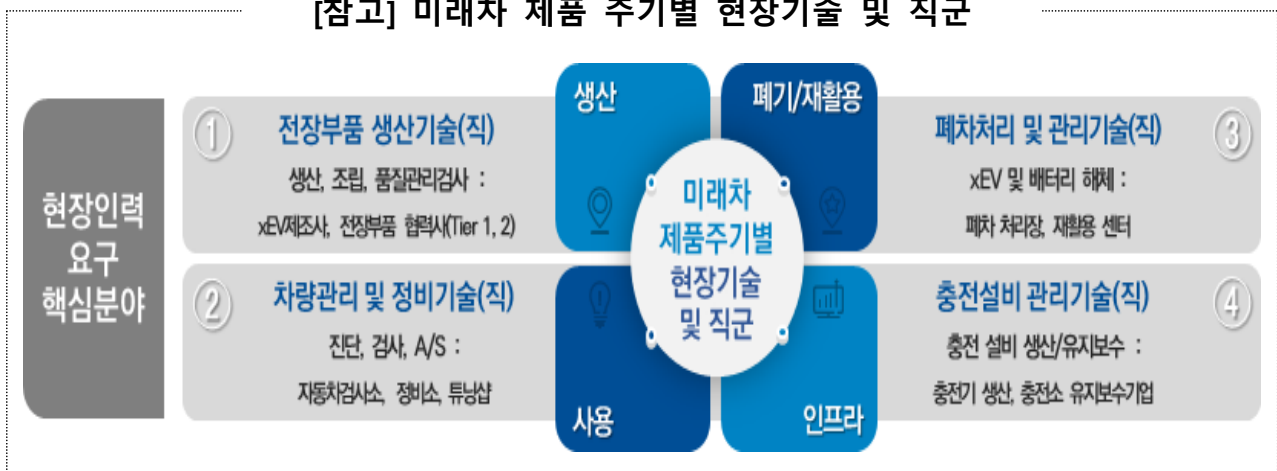 [참고] 미래차 제품 주기별 현장기술 및 직군
현장인력
요구
핵심분야
①
전장부품 생산기술(직)
생산, 조립, 품질관리검사 :
xEV제조사, 전장부품 협력사(Tier 1, 2)
②
차량관리 및 정비기술(직)
진단, 검사, A/S :
자동차검사소, 정비소, 튜닝샵
생산
폐기/재활용
미래차
제품주기별
현장기술
및 직군
사용
인프라
폐차처리 및 관리기술(직)
③
xEV 및 배터리 해체 :
폐차 처리장, 재활용 센터
충전설비 관리기술(직)
④
충전 설비 생산/유지보수 :
충전기 생산, 충전소 유지보수기업